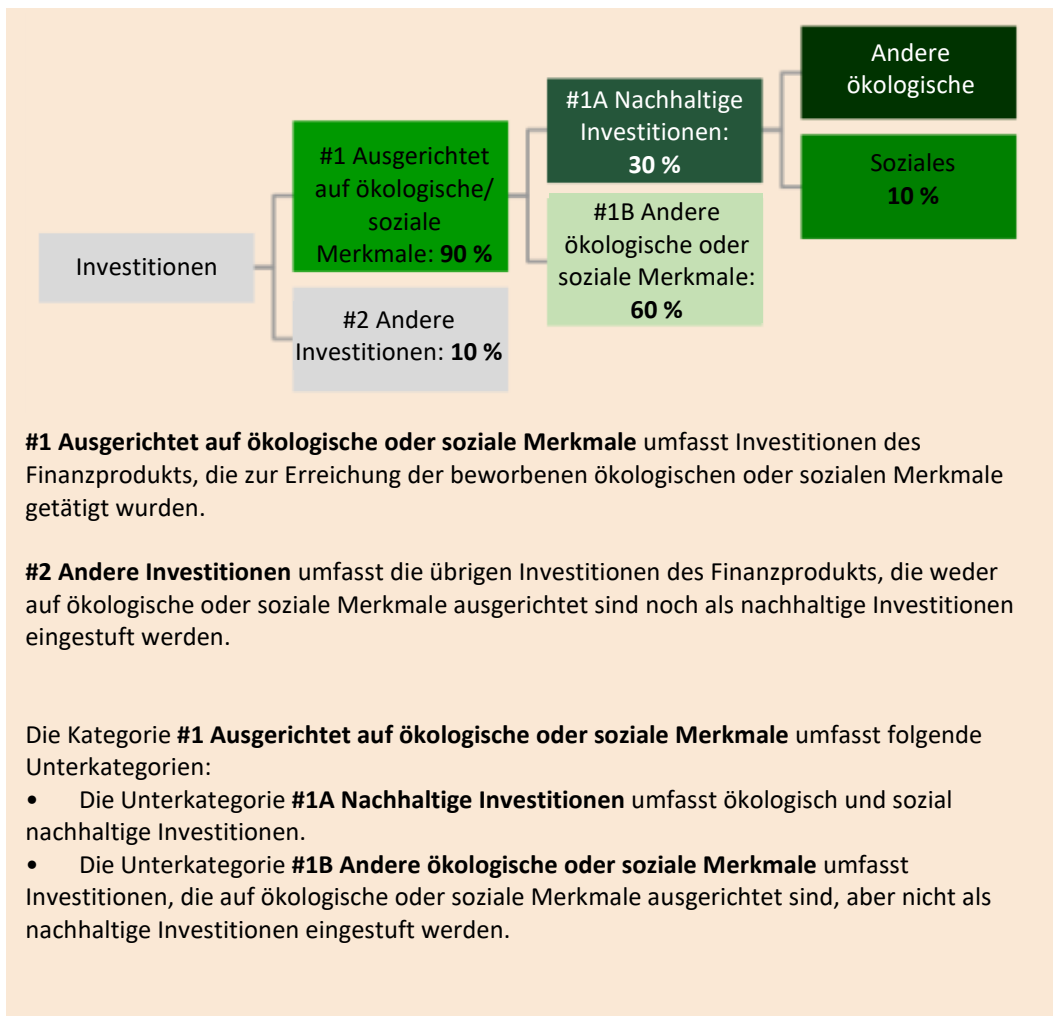 Andere
ökologische
#1A Nachhaltige
Investitionen:
30 %
#1 Ausgerichtet
auf ökologische/
soziale
Merkmale: 90 %
Soziales
10 %
#1B Andere
ökologische oder
soziale Merkmale:
60 %
Investitionen
#2 Andere
Investitionen: 10 %
#1 Ausgerichtet auf ökologische oder soziale Merkmale umfasst Investitionen des
Finanzprodukts, die zur Erreichung der beworbenen ökologischen oder sozialen Merkmale
getätigt wurden.
#2 Andere Investitionen umfasst die übrigen Investitionen des Finanzprodukts, die weder
auf ökologische oder soziale Merkmale ausgerichtet sind noch als nachhaltige Investitionen
eingestuft werden.
Die Kategorie #1 Ausgerichtet auf ökologische oder soziale Merkmale umfasst folgende
Unterkategorien:
• Die Unterkategorie #1A Nachhaltige Investitionen umfasst ökologisch und sozial
nachhaltige Investitionen.
• Die Unterkategorie #1B Andere ökologische oder soziale Merkmale umfasst
Investitionen, die auf ökologische oder soziale Merkmale ausgerichtet sind, aber nicht als
nachhaltige Investitionen eingestuft werden.